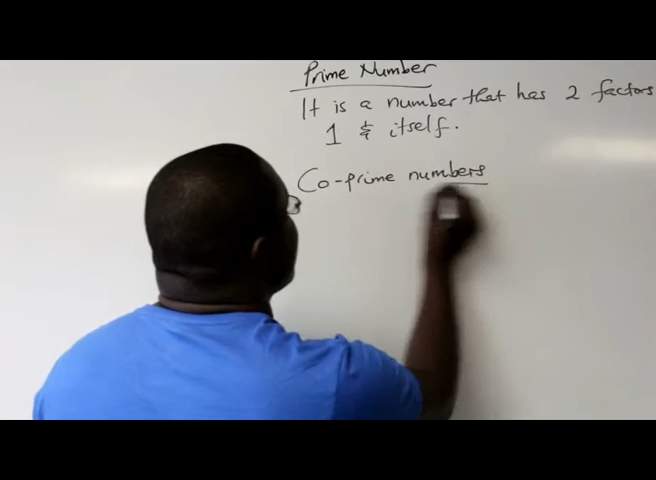 Prime Number
It is a number that has 2 factors
1 & itself.
Co-prime numbers